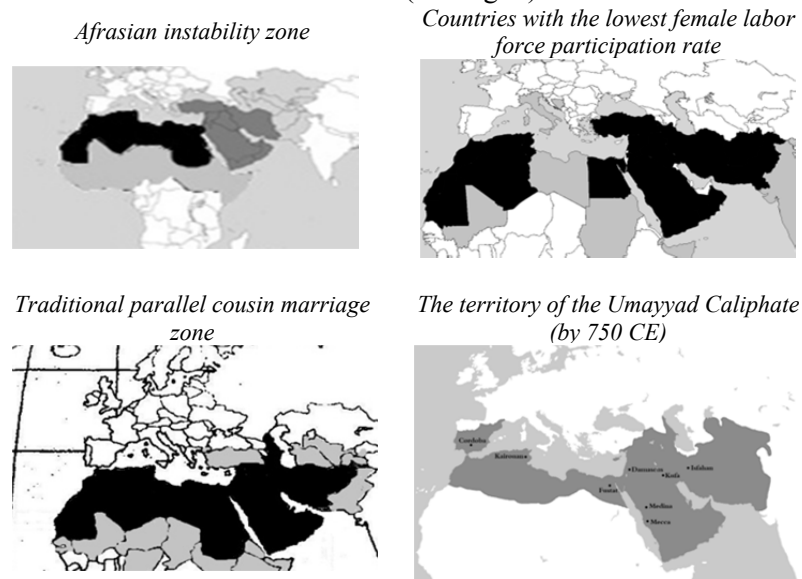 Afrasian instability zone
Countries with the lowest female labor
force participation rate
Traditional parallel cousin marriage
zone
The territory of the Umayyad Caliphate
(by 750 CE)
Cordoba
Kairouan
Damascus
Kufa
Isfahan
Fustat
Medina
Mecca